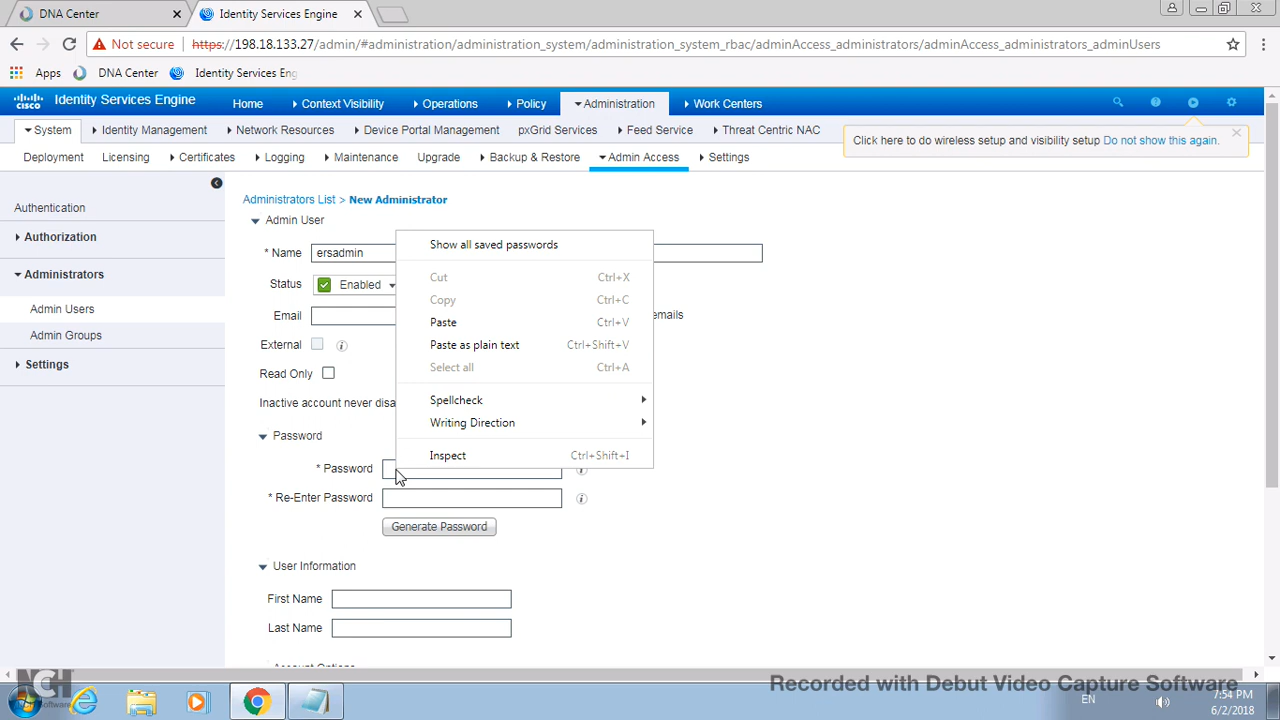 DNA Center
Identity Services Engine
Not secure https://198.18.133.27/admin/#administration/administration_system/administration_system_rbac/adminAccess_administrators/adminAccess_administrators_adminUsers
Apps DNA Center Identity Services Eng
cisco Identity Services Engine Home Context Visibility Operations Policy Administration Work Centers
System Identity Management Network Resources Device Portal Management pxGrid Services Feed Service Threat Centric NAC
Click here to do wireless setup and visibility setup Do not show this again.
Deployment Licensing Certificates Logging Maintenance Upgrade Backup & Restore Admin Access Settings
Authentication
Authorization
Administrators
Admin Users
Admin Groups
Settings
Administrators List > New Administrator
Admin User
* Name ersadmin
Status Enabled
Email emails
External
Read Only
Inactive account never disa
Show all saved passwords
Cut Ctrl+X
Copy Ctrl+C
Paste Ctrl+V
Paste as plain text Ctrl+Shift+V
Select all Ctrl+A
Spellcheck
Writing Direction
Inspect Ctrl+Shift+I
Password
* Password
* Re-Enter Password
Generate Password
User Information
First Name
Last Name
Account Options
NCH
Software
Recorded with Debut Video Capture Software
EN
7:54 PM
6/2/2018